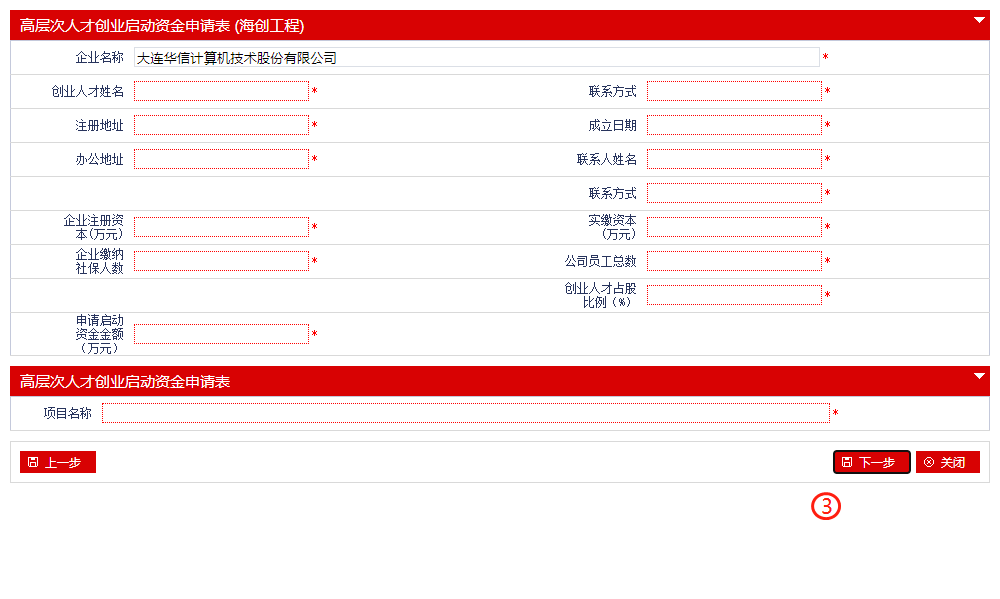 高层次人才创业启动资金申请表 (海创工程)
企业名称 大连华信计算机技术股份有限公司 *
创业人才姓名 * 联系方式 *
注册地址 * 成立日期 *
办公地址 * 联系人姓名 *
联系方式 *
企业注册资
本(万元) *
实缴资本
(万元) *
企业缴纳
社保人数 *
公司员工总数 *
创业人才占股
比例（%） *
申请启动
资金金额
（万元） *
高层次人才创业启动资金申请表
项目名称 *
上一步 下一步 关闭
③